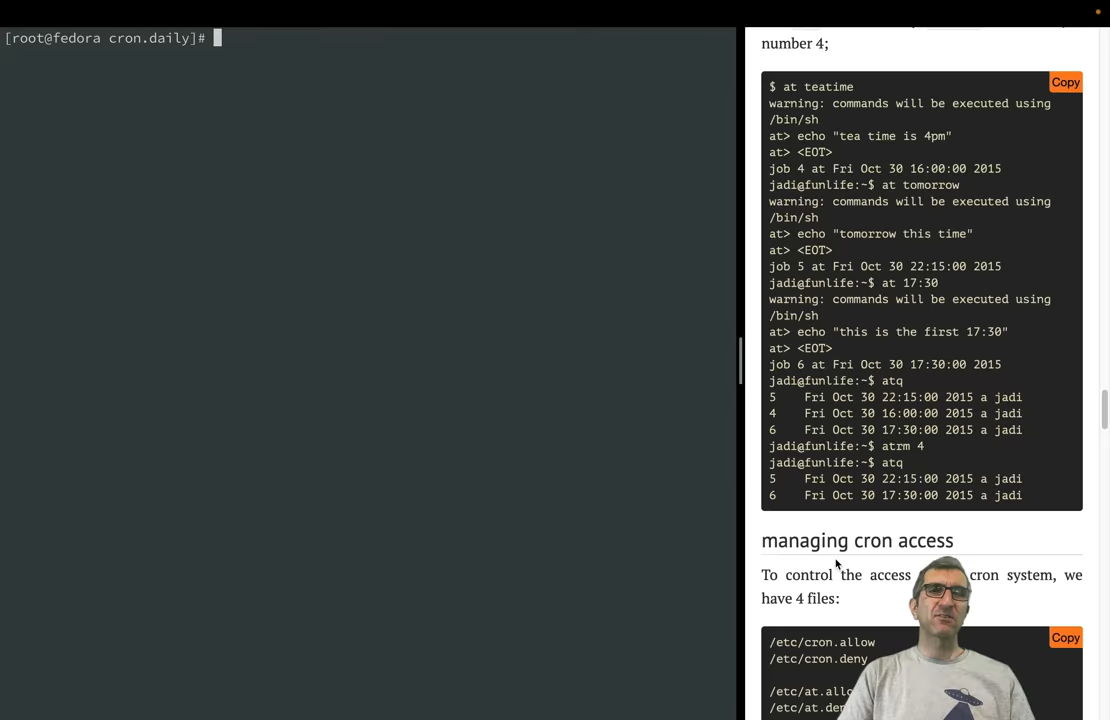 [root@fedora cron.daily]#
number 4;
Copy
$ at teatime
warning: commands will be executed using
/bin/sh
at> echo "tea time is 4pm"
at> <EOT>
job 4 at Fri Oct 30 16:00:00 2015
jadi@funlife:~$ at tomorrow
warning: commands will be executed using
/bin/sh
at> echo "tomorrow this time"
at> <EOT>
job 5 at Fri Oct 30 22:15:00 2015
jadi@funlife:~$ at 17:30
warning: commands will be executed using
/bin/sh
at> echo "this is the first 17:30"
at> <EOT>
job 6 at Fri Oct 30 17:30:00 2015
jadi@funlife:~$ atq
5    Fri Oct 30 22:15:00 2015 a jadi
4    Fri Oct 30 16:00:00 2015 a jadi
6    Fri Oct 30 17:30:00 2015 a jadi
jadi@funlife:~$ atrm 4
jadi@funlife:~$ atq
5    Fri Oct 30 22:15:00 2015 a jadi
6    Fri Oct 30 17:30:00 2015 a jadi
managing cron access
To control the access cron system, we
have 4 files:
Copy
/etc/cron.allow
/etc/cron.deny
/etc/at.allo
/etc/at.de